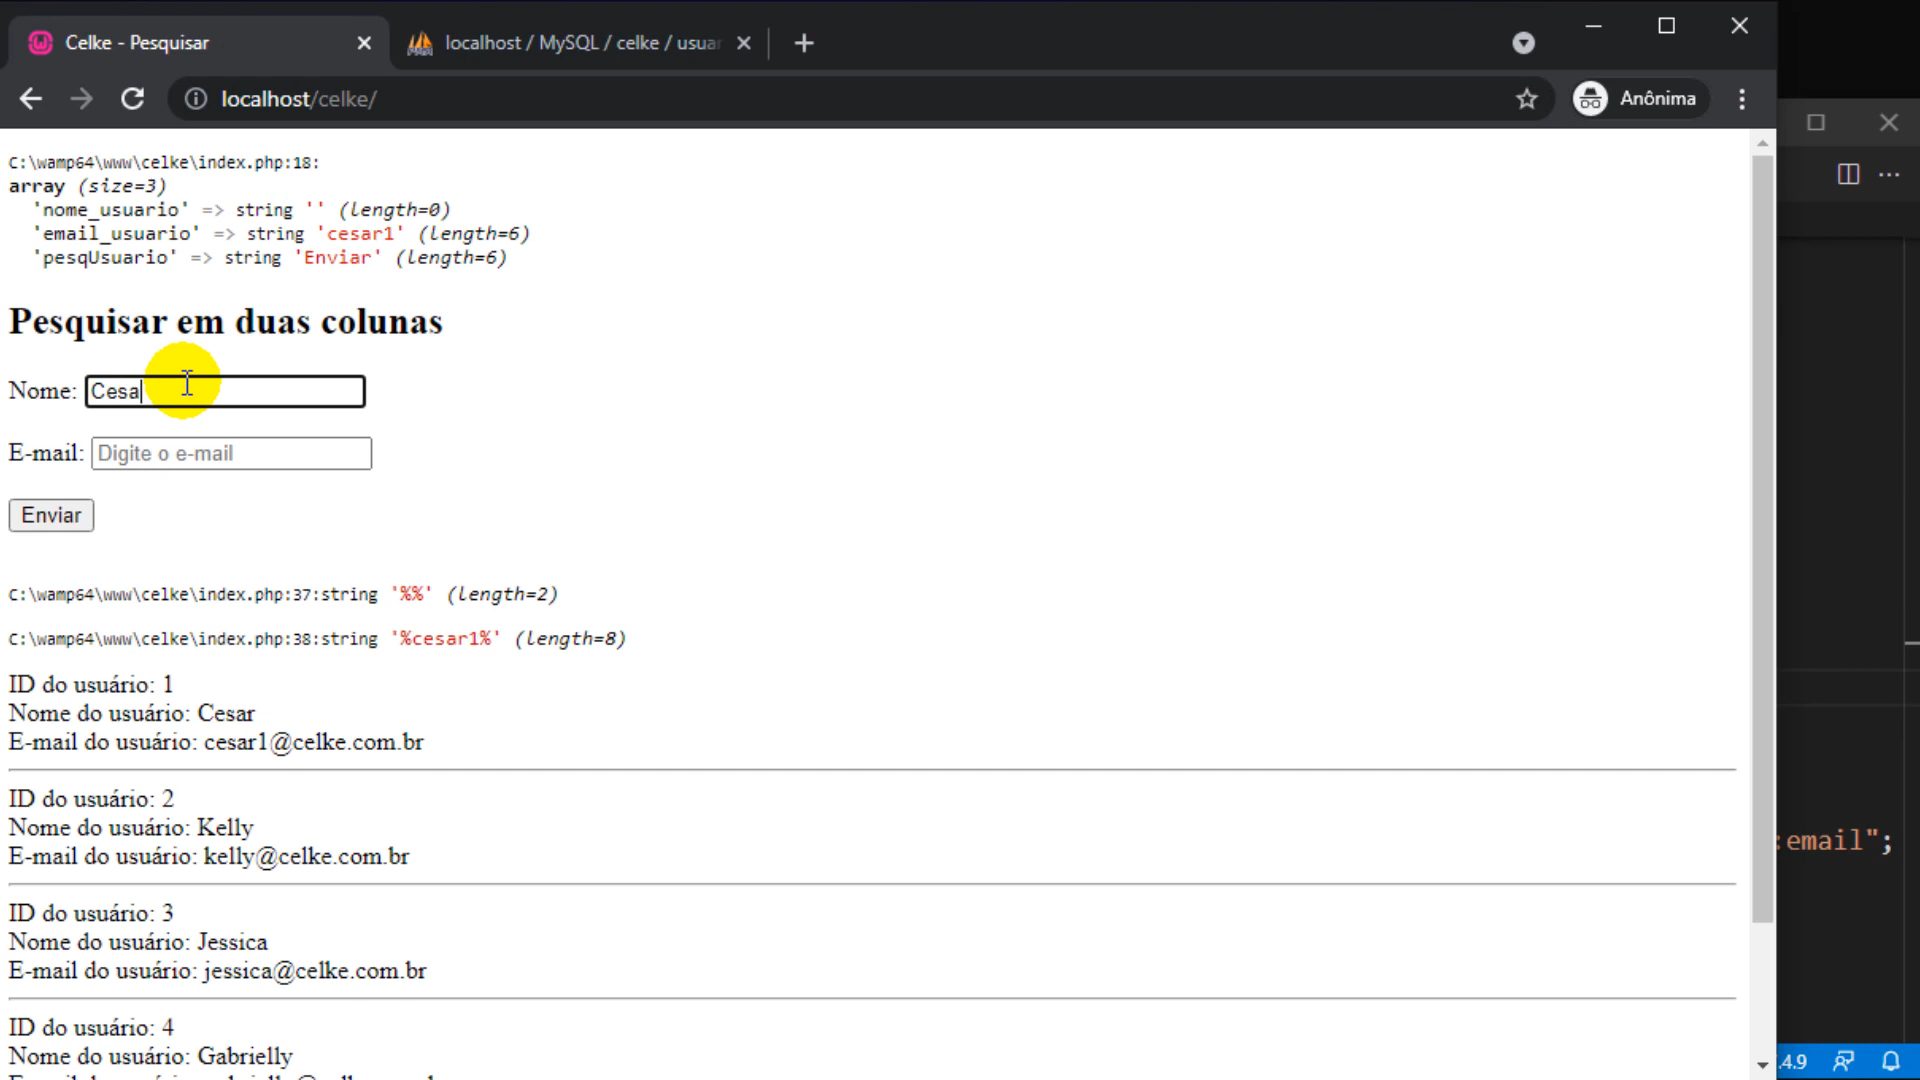 Celke - Pesquisar
localhost / MySQL / celke / usuar
localhost/celke/
Anônima
C:\wamp64\www\celke\index.php:18:
array (size=3)
'nome_usuario' => string '' (length=0)
'email_usuario' => string 'cesar1' (length=6)
'pesqUsuario' => string 'Enviar' (length=6)
Pesquisar em duas colunas
Nome: Cesa
E-mail: Digite o e-mail
Enviar
C:\wamp64\www\celke\index.php:37:string '%%' (length=2)
C:\wamp64\www\celke\index.php:38:string '%cesar1%' (length=8)
ID do usuário: 1
Nome do usuário: Cesar
E-mail do usuário: cesar1@celke.com.br
ID do usuário: 2
Nome do usuário: Kelly
E-mail do usuário: kelly@celke.com.br
ID do usuário: 3
Nome do usuário: Jessica
E-mail do usuário: jessica@celke.com.br
ID do usuário: 4
Nome do usuário: Gabrielly
:email";
.4.9